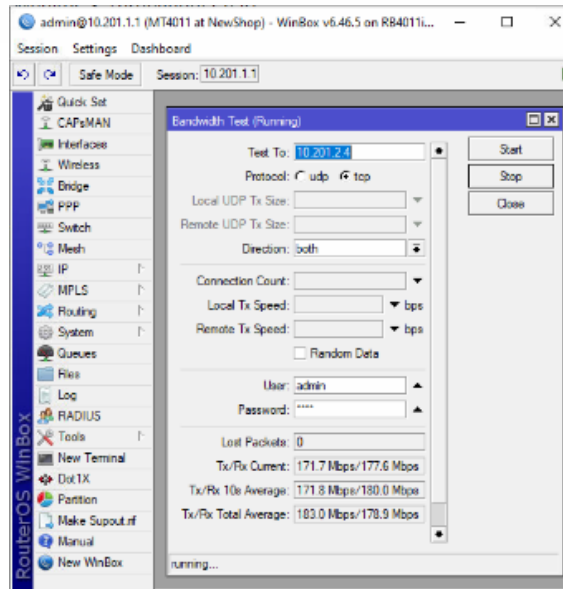 admin@10.201.1.1 (MT4011 at NewShop) - WinBox v6.46.5 on RB4011i...
Session Settings Dashboard
Safe Mode Session: 10.201.1.1
Quick Set
CAPsMAN
Interfaces
Wireless
Bridge
PPP
Switch
Mesh
IP
MPLS
Routing
System
Queues
Files
Log
RADIUS
Tools
New Terminal
Dot1X
Partition
Make Supout.rif
Manual
New WinBox
RouterOS WinBox
Bandwidth Test (Running)
Test To: 10.201.2.4
Protocol: udp tcp
Local UDP Tx Size:
Remote UDP Tx Size:
Direction: both
Connection Count:
Local Tx Speed: bps
Remote Tx Speed: bps
Random Data
User: admin
Password: ****
Lost Packets: 0
Tx/Rx Current: 171.7 Mbps/177.6 Mbps
Tx/Rx 10s Average: 171.8 Mbps/180.0 Mbps
Tx/Rx Total Average: 183.0 Mbps/178.9 Mbps
running...
Start
Stop
Close